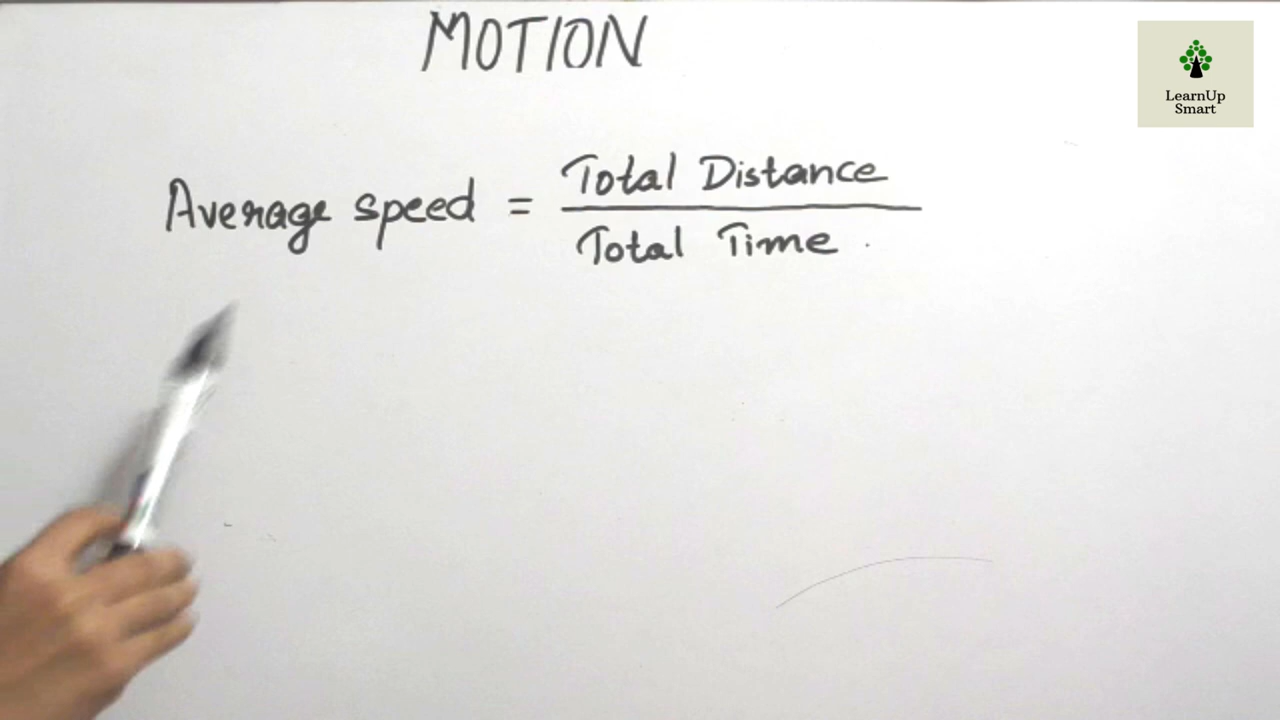 MOTION
LearnUp
Smart
Average speed = Total Distance
Total Time